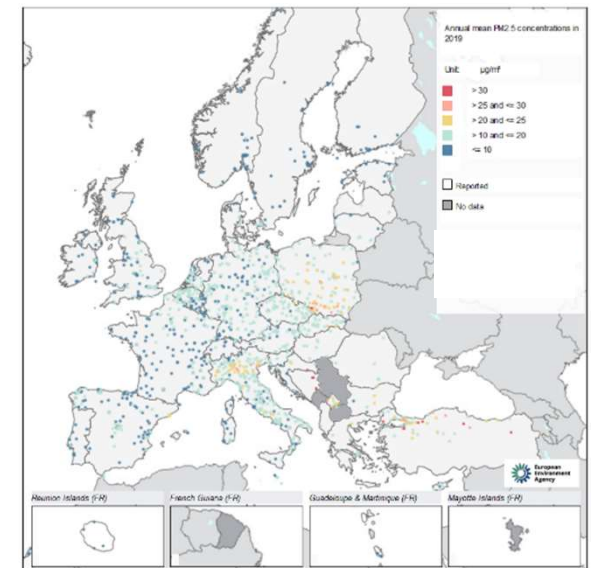 Annual mean PM2.5 concentrations in
2019
Unit: µg/m³
> 30
> 25 and <= 30
> 20 and <= 25
> 10 and <= 20
<= 10
Reported
No data
European
Environment
Agency
Reunion Islands (FR)
French Guiana (FR)
Guadeloupe & Martinique (FR)
Mayotte Islands (FR)